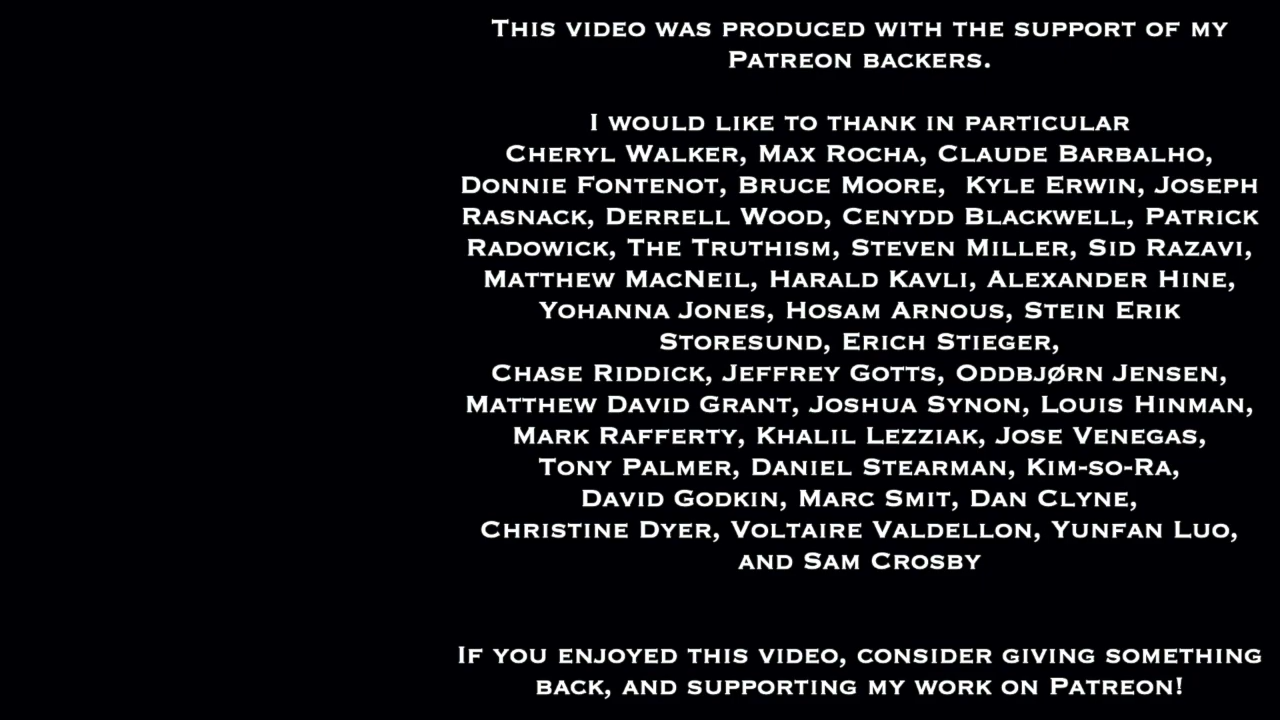 This video was produced with the support of my
Patreon backers.
I would like to thank in particular
Cheryl Walker, Max Rocha, Claude Barbalho,
Donnie Fontenot, Bruce Moore,  Kyle Erwin, Joseph
Rasnack, Derrell Wood, Cenydd Blackwell, Patrick
Radowick, The Truthism, Steven Miller, Sid Razavi,
Matthew MacNeil, Harald Kavli, Alexander Hine,
Yohanna Jones, Hosam Arnous, Stein Erik
Storesund, Erich Stieger,
Chase Riddick, Jeffrey Gotts, Oddbjørn Jensen,
Matthew David Grant, Joshua Synon, Louis Hinman,
Mark Rafferty, Khalil Lezziak, Jose Venegas,
Tony Palmer, Daniel Stearman, Kim-so-Ra,
David Godkin, Marc Smit, Dan Clyne,
Christine Dyer, Voltaire Valdellon, Yunfan Luo,
and Sam Crosby
If you enjoyed this video, consider giving something
back, and supporting my work on Patreon!